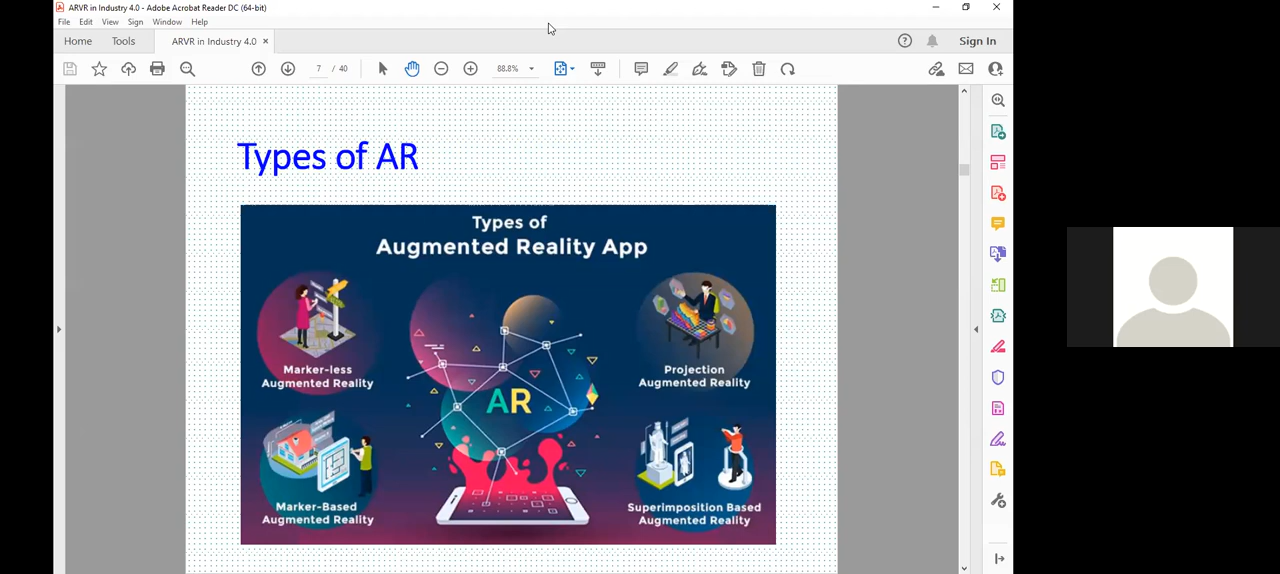 ARVR in Industry 4.0 - Adobe Acrobat Reader DC (64-bit)
File Edit View Sign Window Help
Home Tools ARVR in Industry 4.0 × Sign In
7 / 40 88.8%
Types of AR
Types of
Augmented Reality App
Marker-less
Augmented Reality
Projection
Augmented Reality
AR
Marker-Based
Augmented Reality
Superimposition Based
Augmented Reality